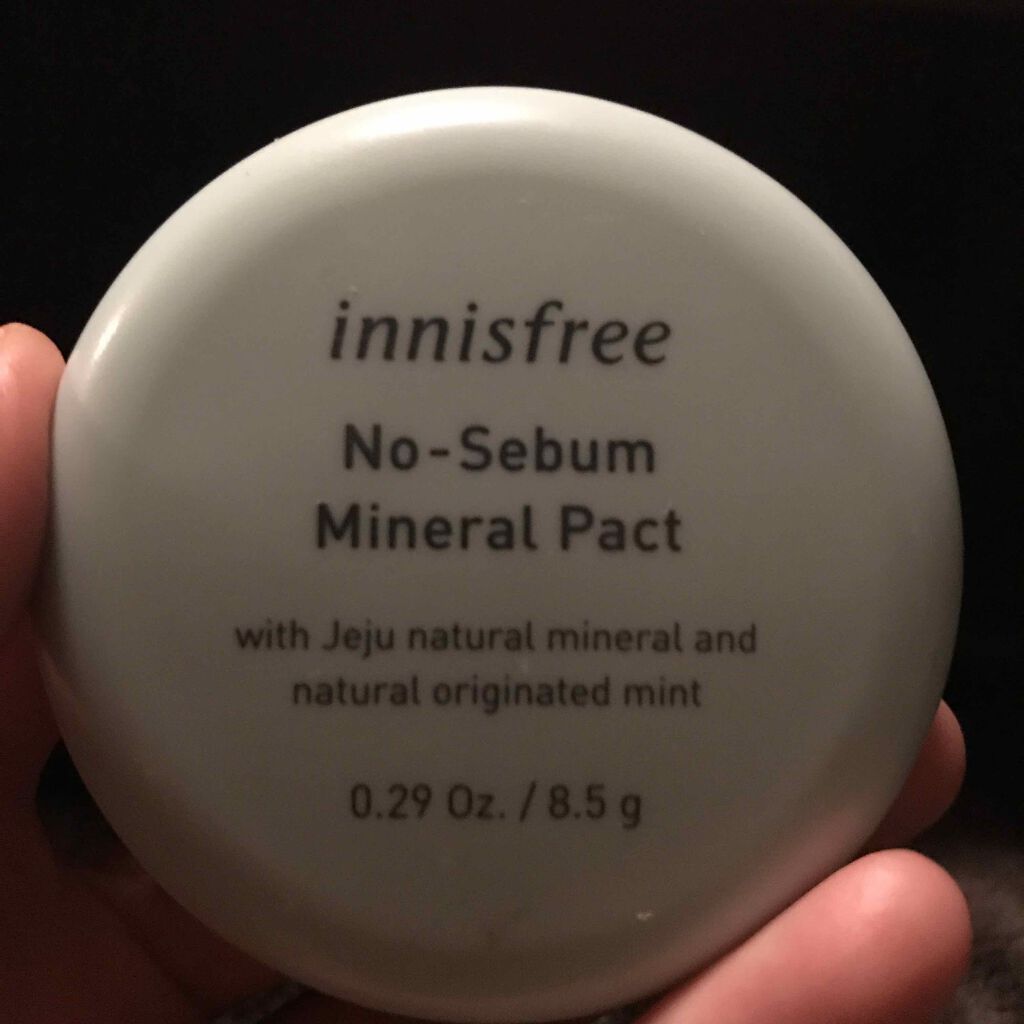 innisfree
No-Sebum
Mineral Pact
with Jeju natural mineral and
natural originated mint
0.29 Oz. / 8.5 g